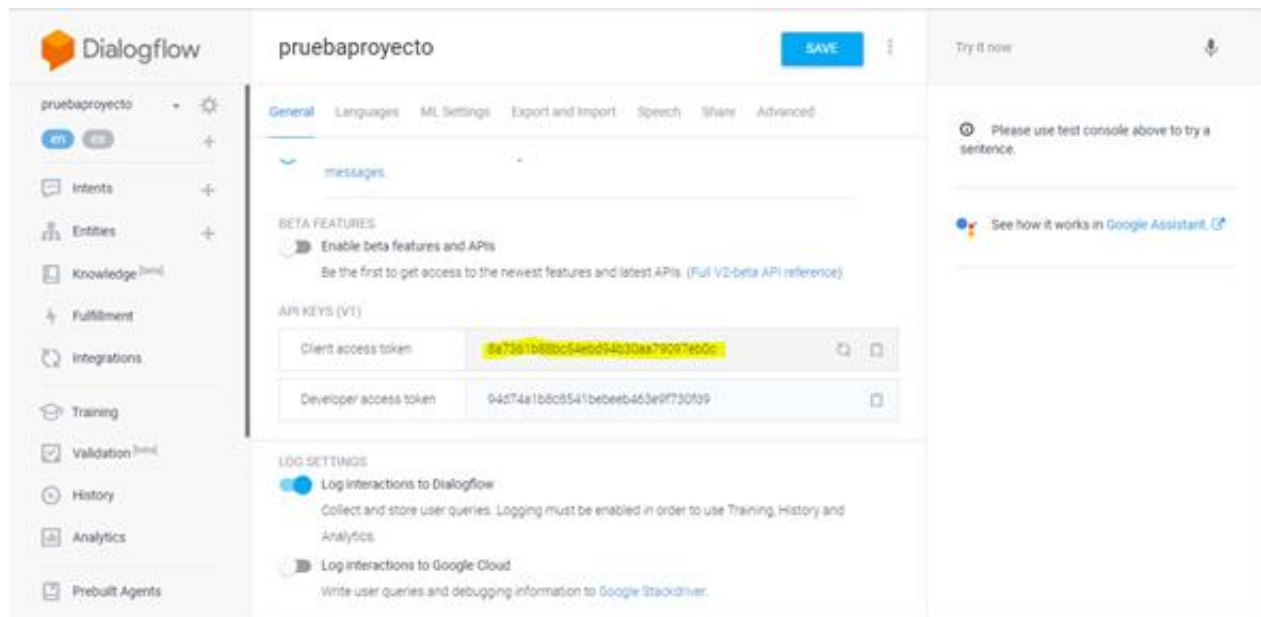 Dialogflow
pruebaproyecto
SAVE
Try it now
pruebaproyecto
en
es
General Languages ML Settings Export and Import Speech Share Advanced
Please use test console above to try a
sentence.
messages.
Intents
Entities
Knowledge [beta]
Fulfillment
Integrations
Training
Validation [beta]
History
Analytics
Prebuilt Agents
BETA FEATURES
Enable beta features and APIs
Be the first to get access to the newest features and latest APIs. (Full V2-beta API reference)
See how it works in Google Assistant.
API KEYS (V1)
Client access token
Developer access token
LOG SETTINGS
Log interactions to Dialogflow
Collect and store user queries. Logging must be enabled in order to use Training, History and
Analytics.
Log interactions to Google Cloud
Write user queries and debugging information to Google Stackdriver.